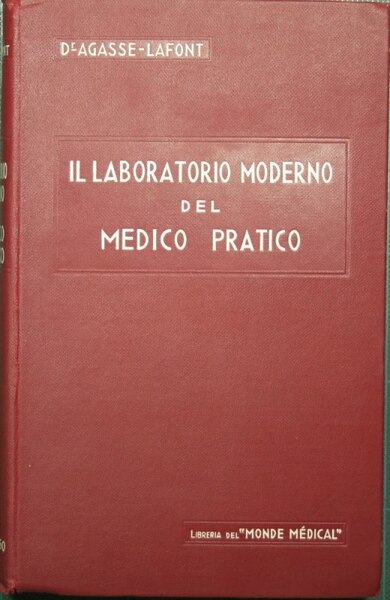 Dr AGASSE-LAFONT
IL LABORATORIO MODERNO
DEL
MEDICO PRATICO
LIBRERIA DEL "MONDE MÉDICAL"